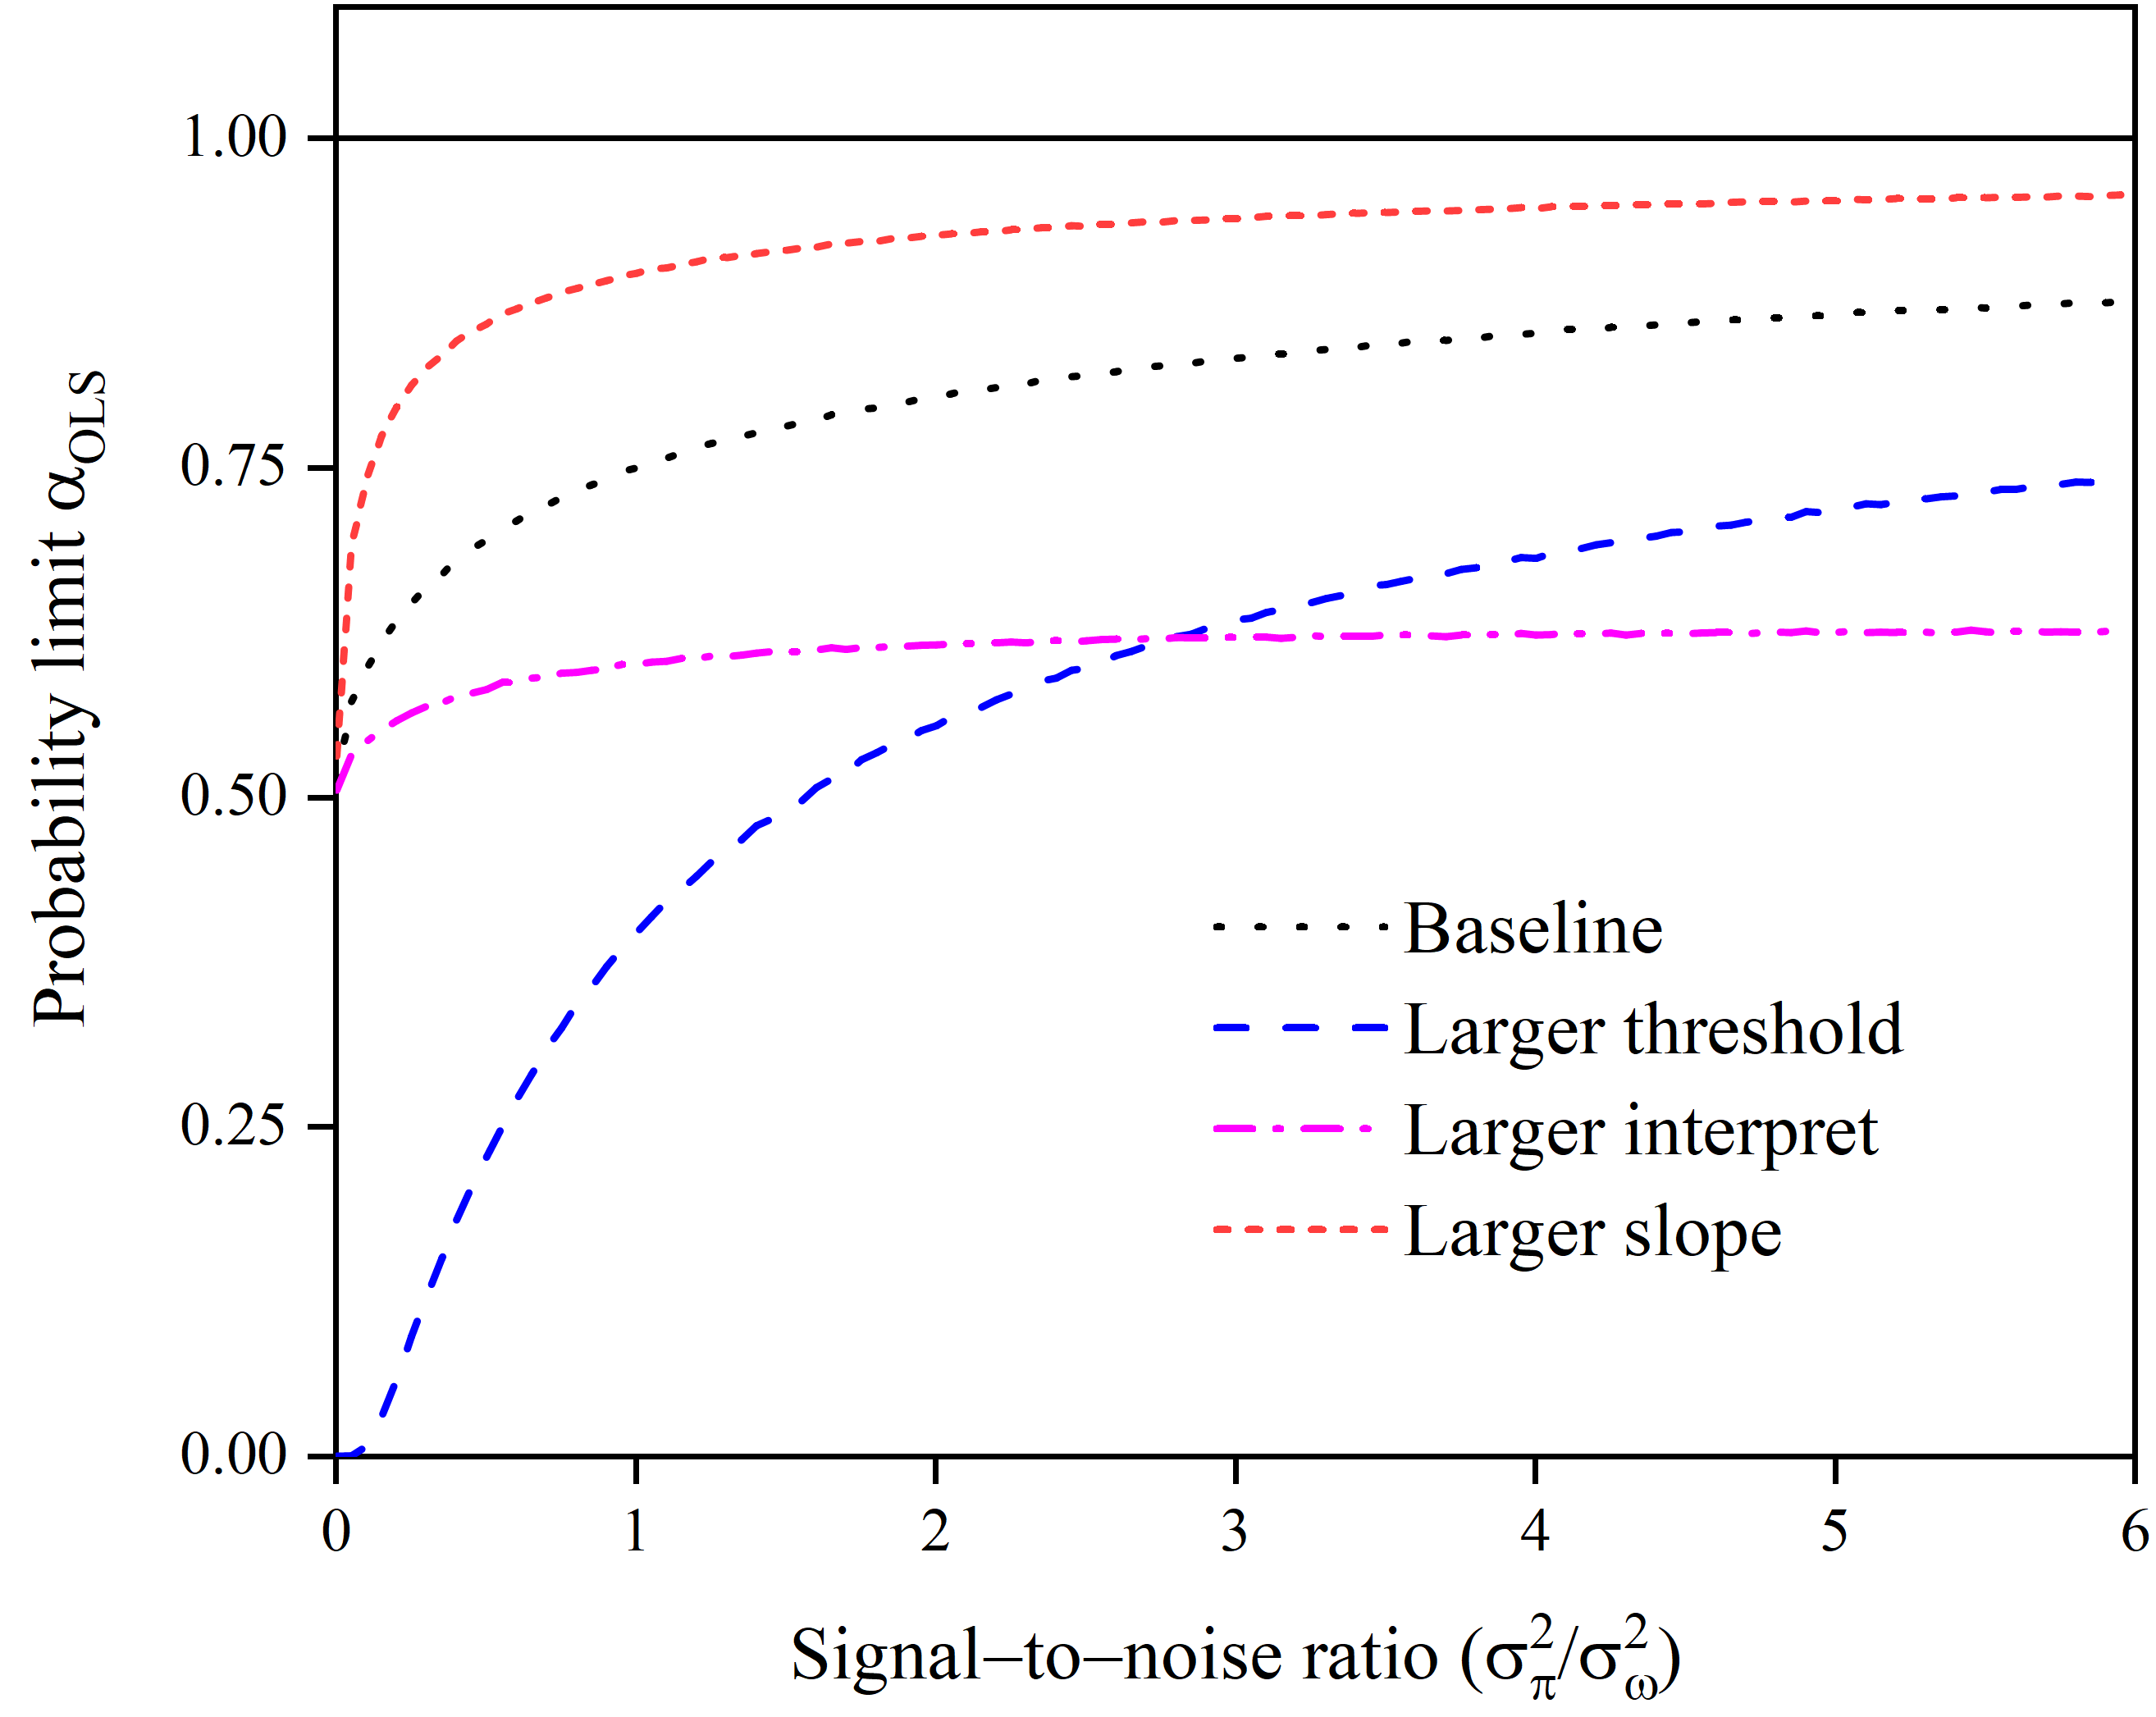 Probability limit αOLS
1.00
0.75
0.50
0.25
0.00
Baseline
Larger threshold
Larger interpret
Larger slope
0 1 2 3 4 5 6
Signal–to–noise ratio (σ²π/σ²ω)